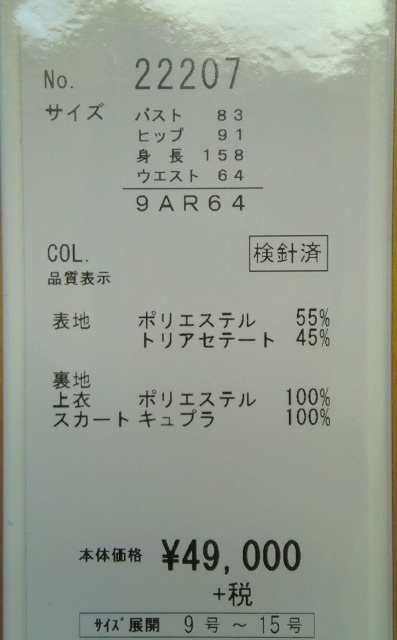 No. 22207
サイズ バスト 83
ヒップ 91
身長 158
ウエスト 64
9AR64
COL. 検針済
品質表示
表地 ポリエステル 55%
トリアセテート 45%
裏地
上衣 ポリエステル 100%
スカート キュプラ 100%
本体価格 ¥49,000
+税
サイズ展開 9号～15号